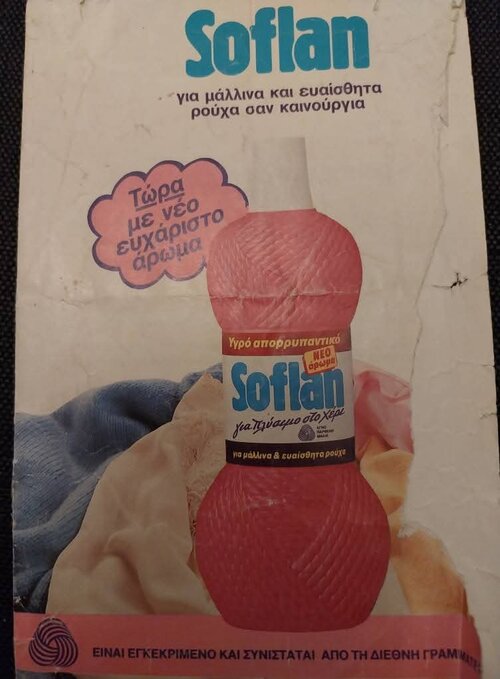 Soflan
για μάλλινα και ευαίσθητα
ρούχα σαν καινούργια
Τώρα
με νέο
ευχάριστο
άρωμα
Υγρό απορρυπαντικό
ΝΕΟ
άρωμα
Soflan
για πλύσιμο στο χέρι
για μάλλινα & ευαίσθητα ρούχα
ΕΙΝΑΙ ΕΓΚΕΚΡΙΜΕΝΟ ΚΑΙ ΣΥΝΙΣΤΑΤΑΙ ΑΠΟ ΤΗ ΔΙΕΘΝΗ